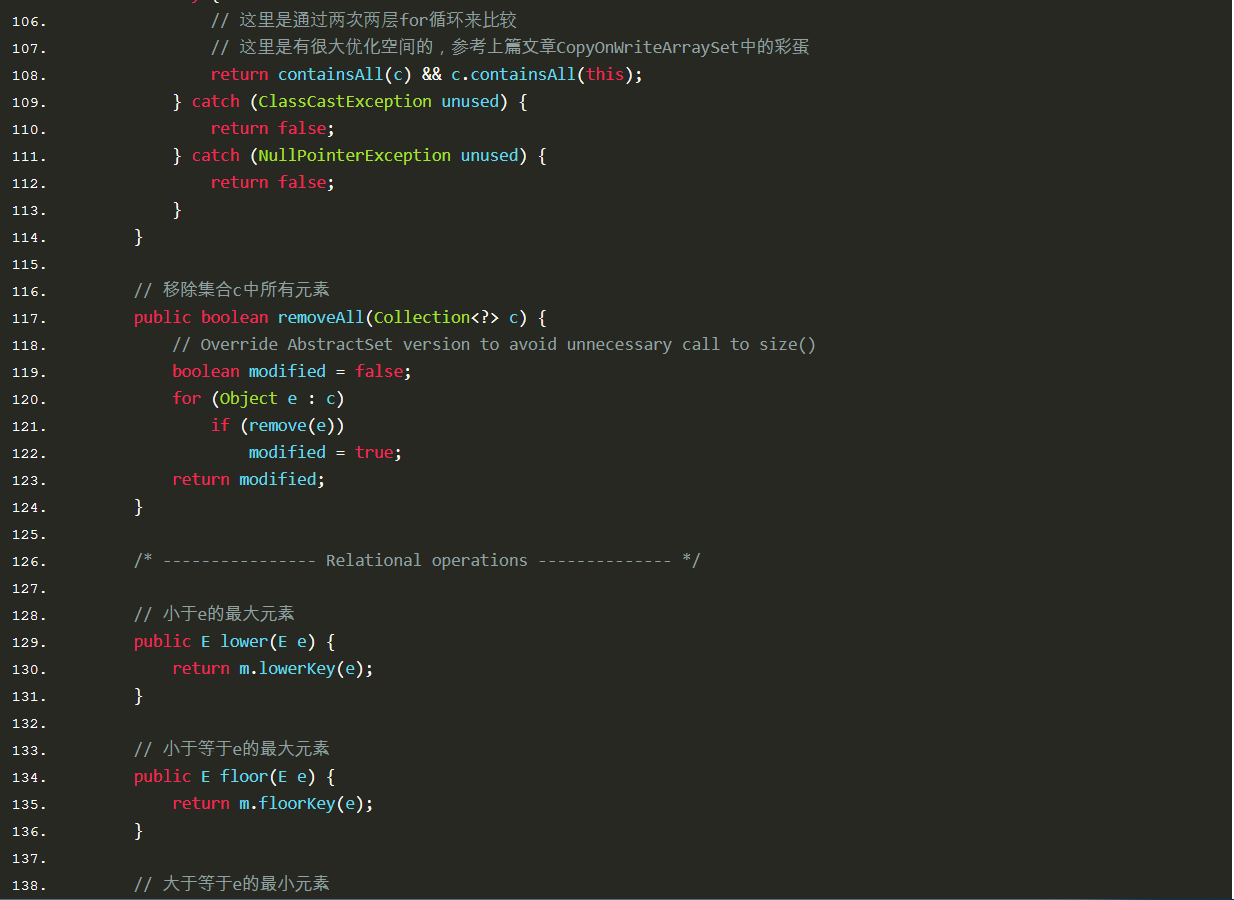 106.                 // 这里是通过两次两层for循环来比较
107.                 // 这里是有很大优化空间的，参考上篇文章CopyOnWriteArraySet中的彩蛋
108.                 return containsAll(c) && c.containsAll(this);
109.             } catch (ClassCastException unused) {
110.                 return false;
111.             } catch (NullPointerException unused) {
112.                 return false;
113.             }
114.         }
115.
116.         // 移除集合c中所有元素
117.         public boolean removeAll(Collection<?> c) {
118.             // Override AbstractSet version to avoid unnecessary call to size()
119.             boolean modified = false;
120.             for (Object e : c)
121.                 if (remove(e))
122.                     modified = true;
123.             return modified;
124.         }
125.
126.         /* ---------------- Relational operations -------------- */
127.
128.         // 小于e的最大元素
129.         public E lower(E e) {
130.             return m.lowerKey(e);
131.         }
132.
133.         // 小于等于e的最大元素
134.         public E floor(E e) {
135.             return m.floorKey(e);
136.         }
137.
138.         // 大于等于e的最小元素